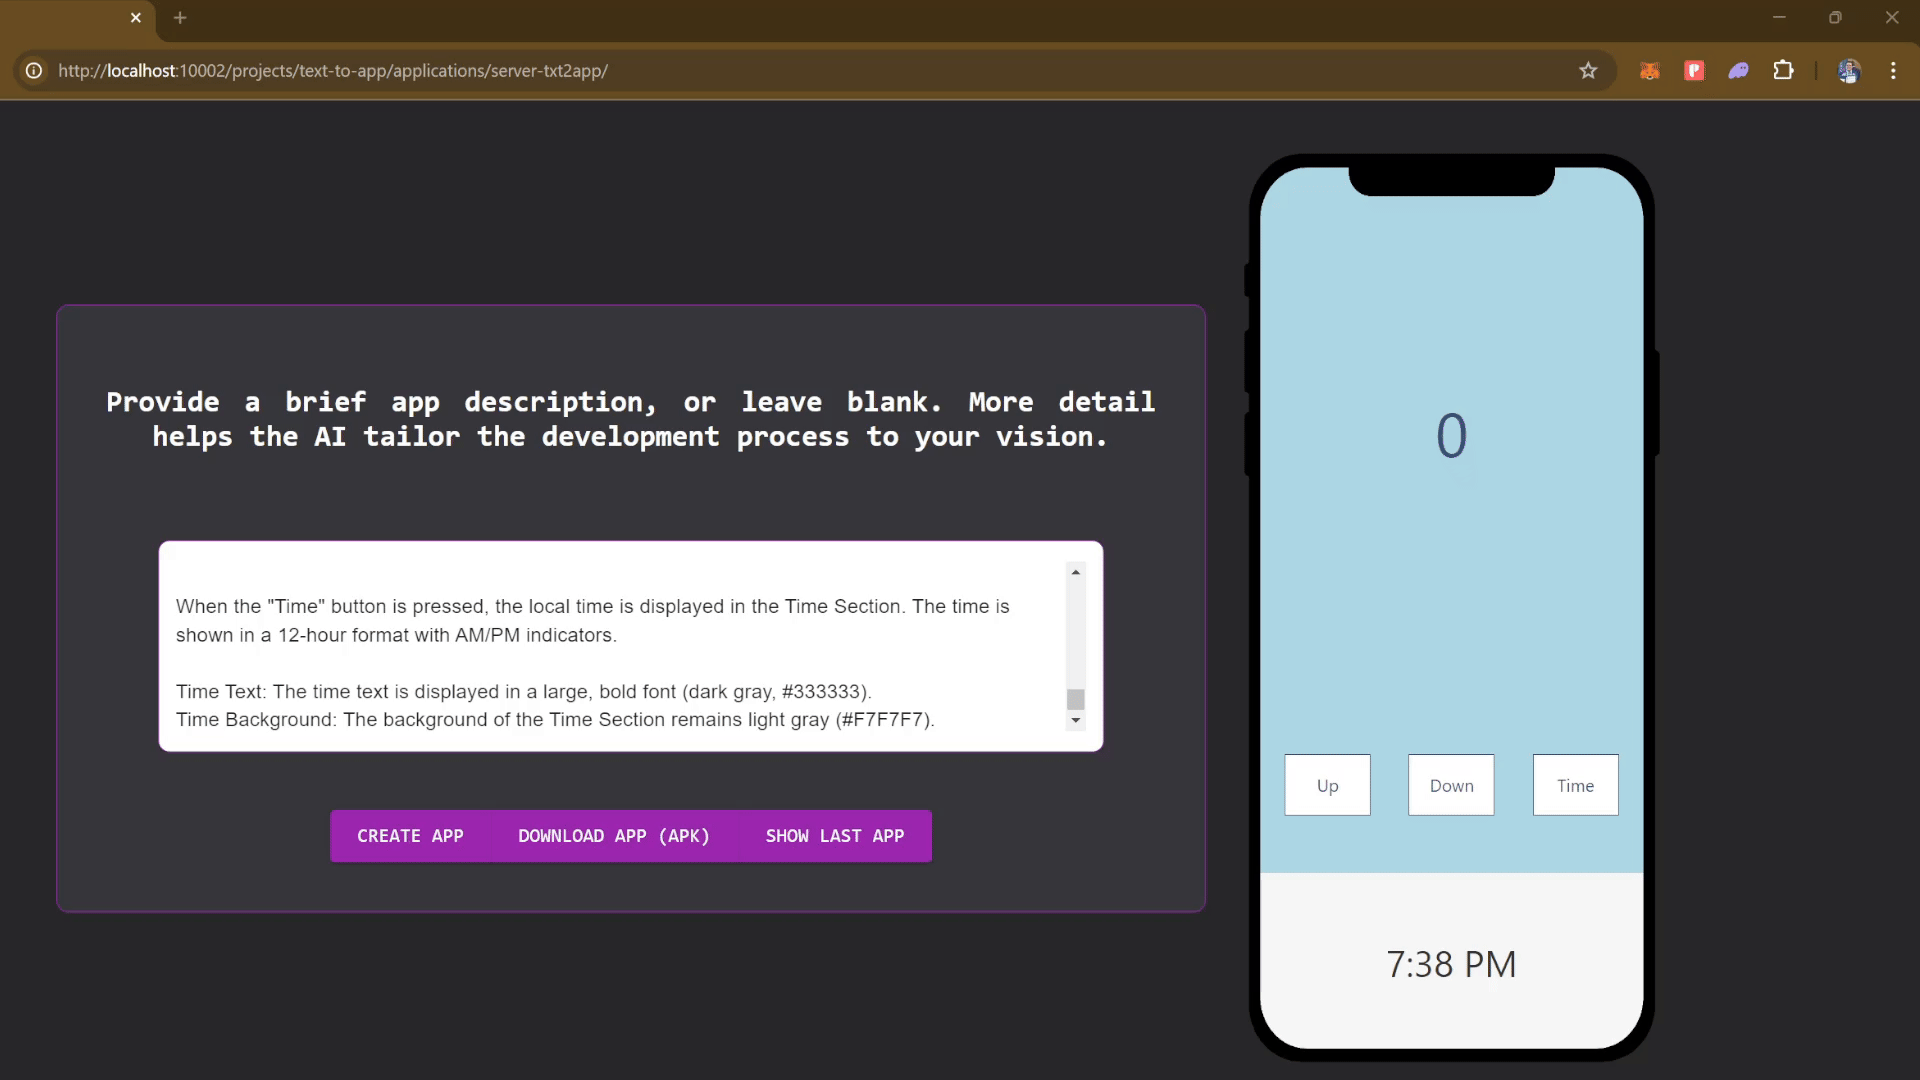 http://localhost:10002/projects/text-to-app/applications/server-txt2app/
Provide a brief app description, or leave blank. More detail
helps the AI tailor the development process to your vision.
When the "Time" button is pressed, the local time is displayed in the Time Section. The time is
shown in a 12-hour format with AM/PM indicators.
Time Text: The time text is displayed in a large, bold font (dark gray, #333333).
Time Background: The background of the Time Section remains light gray (#F7F7F7).
CREATE APP DOWNLOAD APP (APK) SHOW LAST APP
0
Up Down Time
7:38 PM